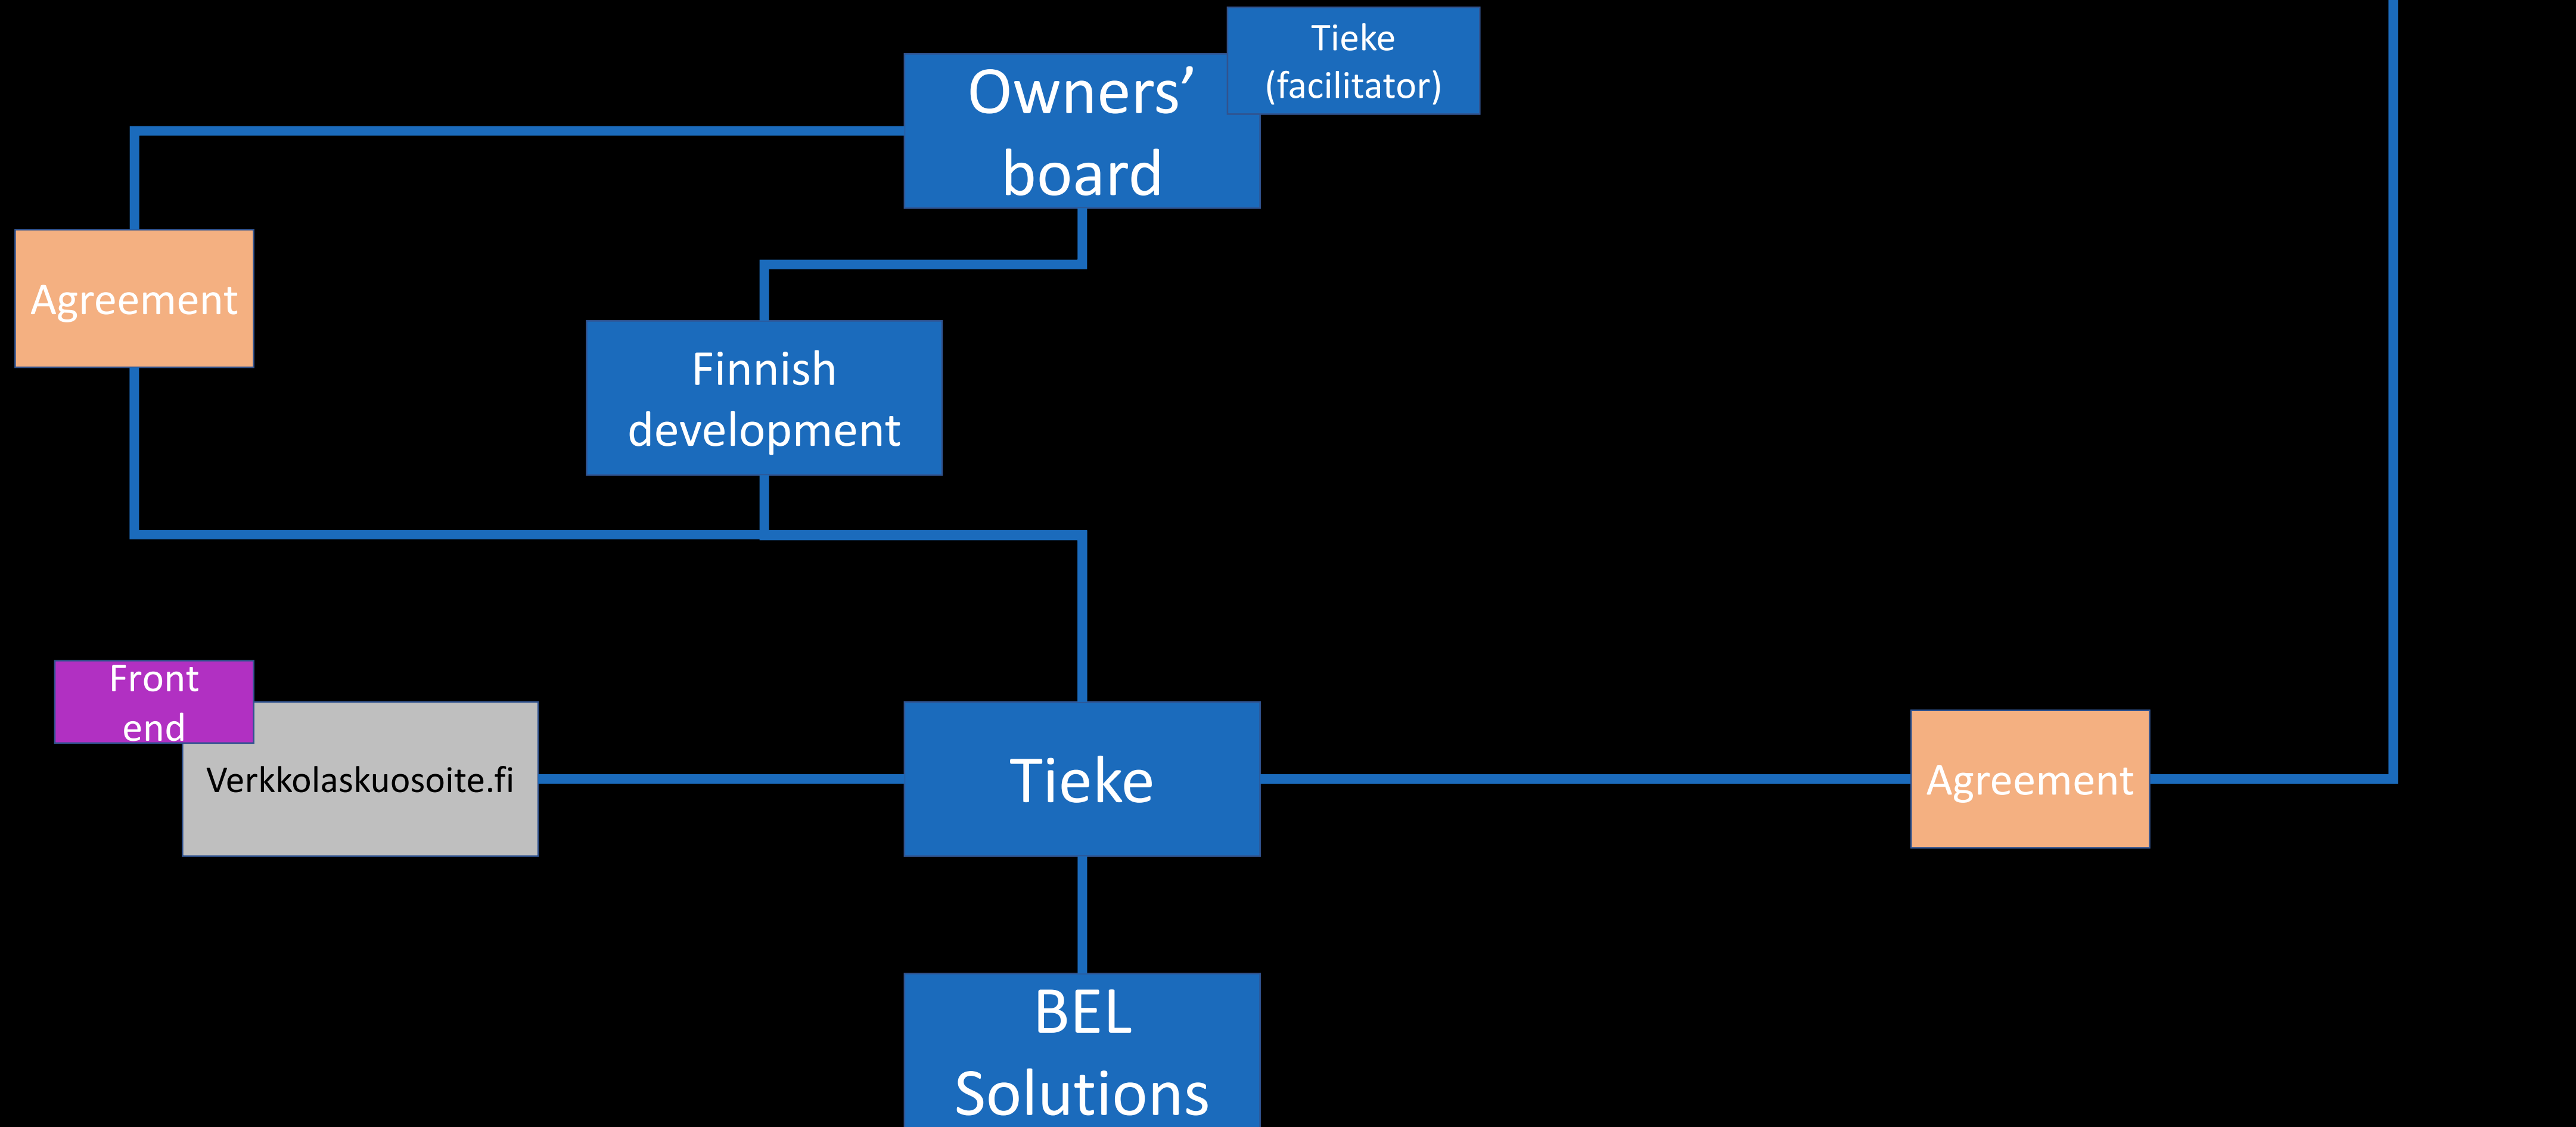 Tieke
(facilitator)
Owners’
board
Agreement
Finnish
development
Front
end
Verkkolaskuosoite.fi
Tieke
Agreement
BEL
Solutions